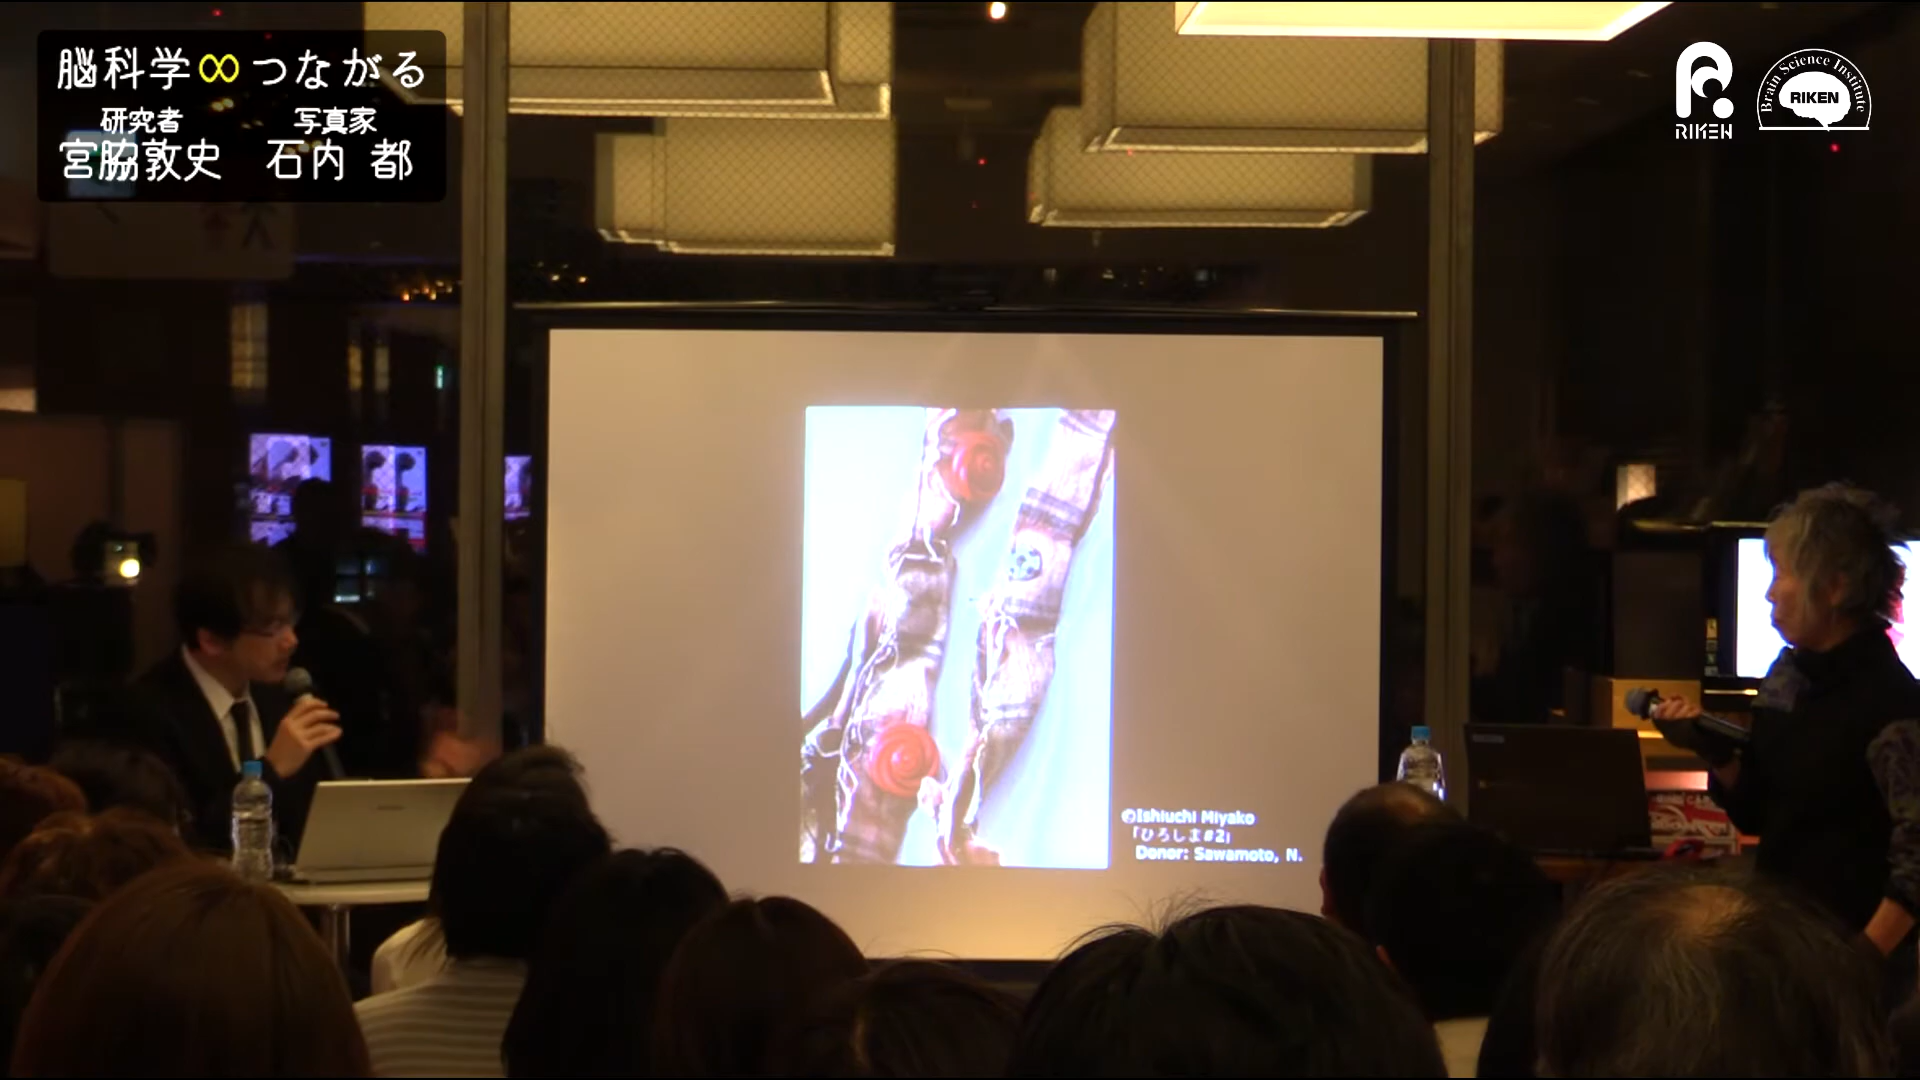 脳科学∞つながる
研究者 写真家
宮脇敦史 石内 都
RIKEN
Brain Science Institute
RIKEN
©Ishiuchi Miyako
「ひろしま#2」
Donor: Sawamoto, N.